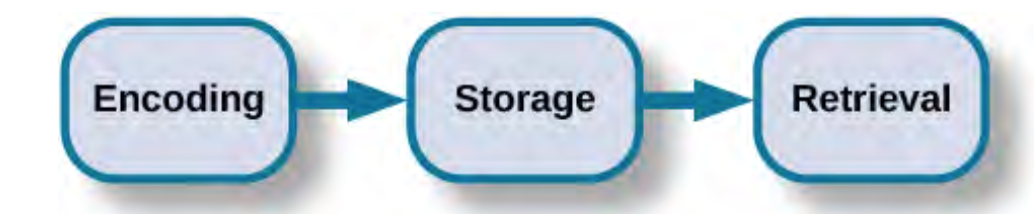 Encoding
Storage
Retrieval